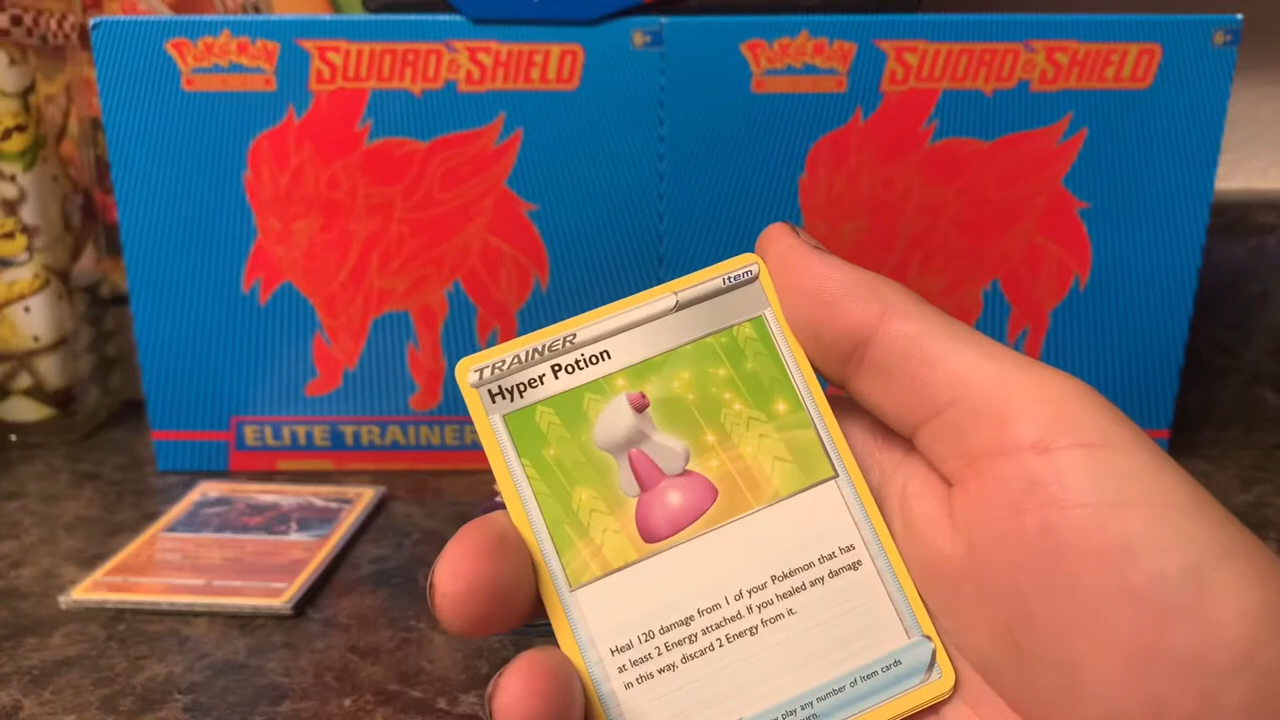 POKÉMON
SWORD & SHIELD
6+
POKÉMON
SWORD & SHIELD
6+
ELITE TRAINER
Item
TRAINER
Hyper Potion
Heal 120 damage from 1 of your Pokémon that has
at least 2 Energy attached. If you healed any damage
in this way, discard 2 Energy from it.
play any number of Item cards